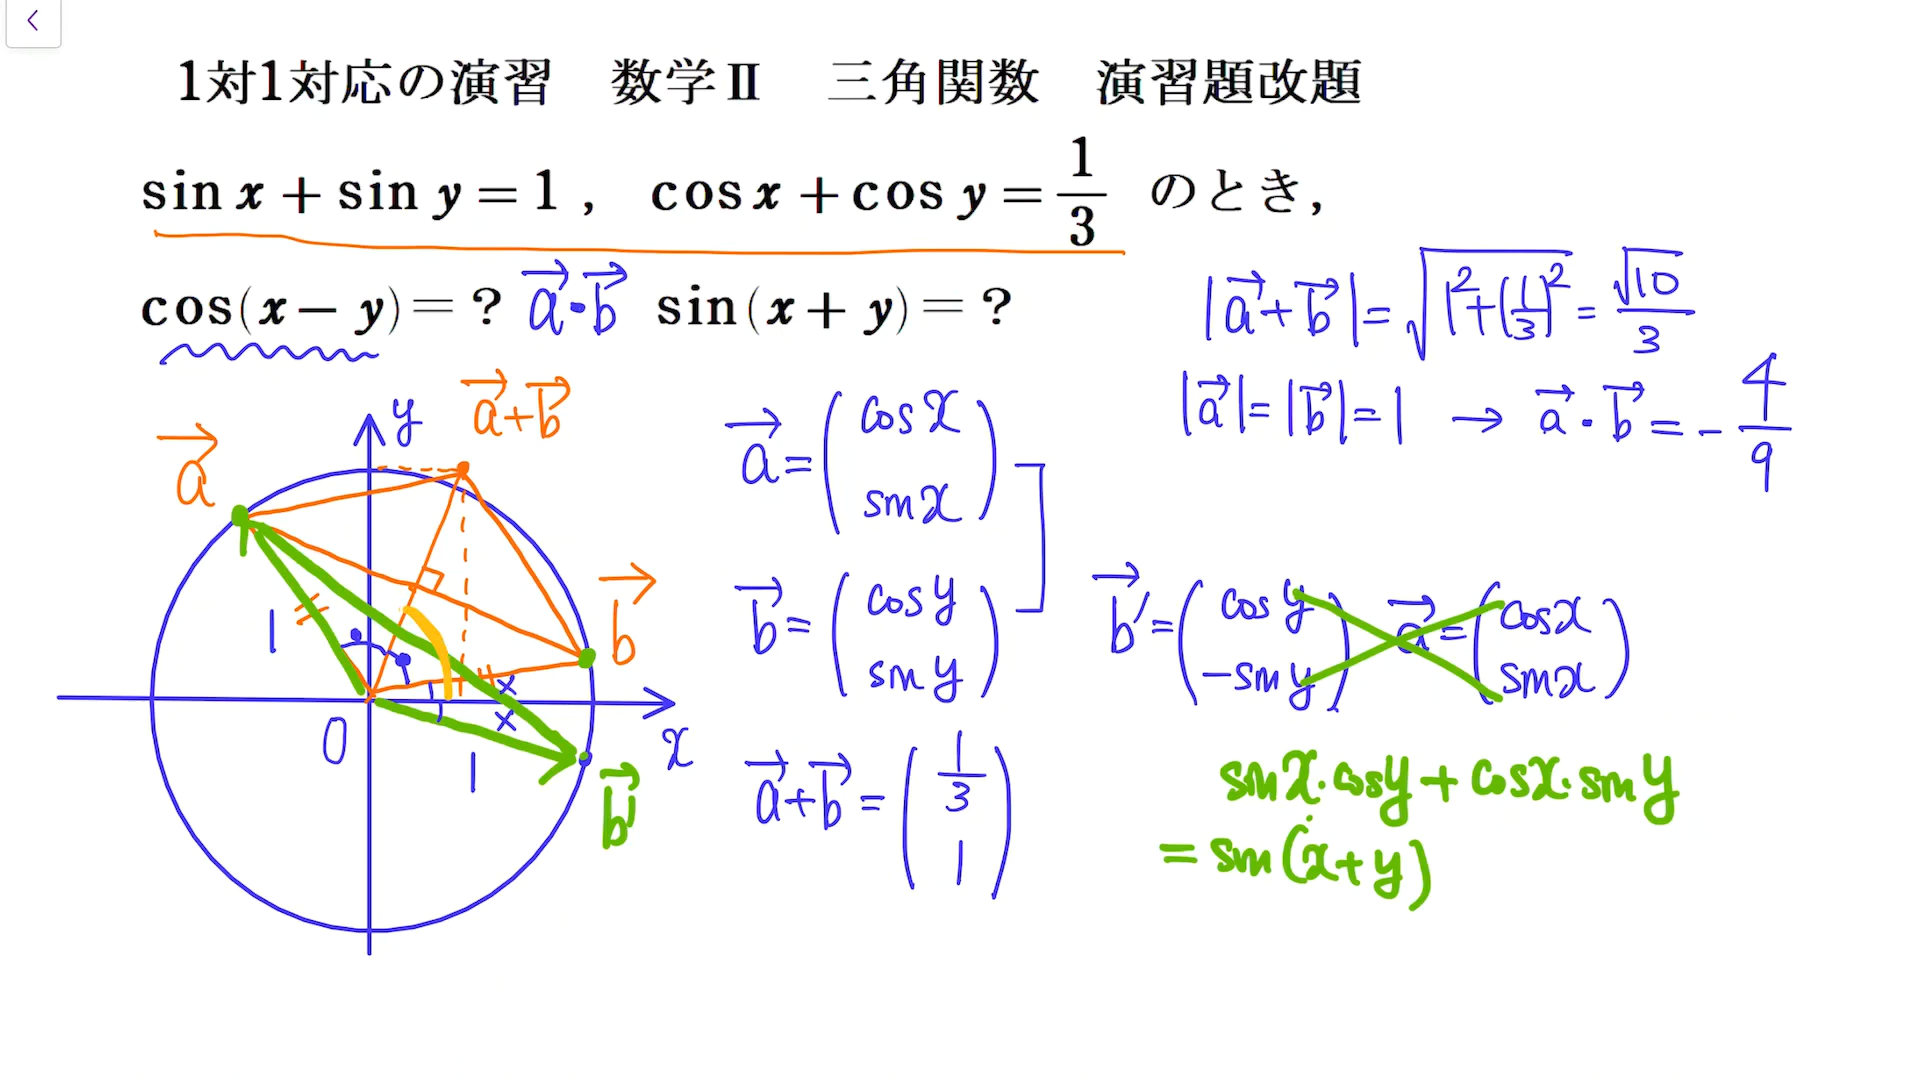 1対1対応の演習 数学Ⅱ 三角関数 演習題改題
sin x + sin y = 1 , cos x + cos y = 1/3 のとき,
cos(x − y) = ? a⃗・b⃗ sin(x + y) = ?
|a⃗+b⃗| = √(1²+(1/3)²) = √10/3
|a⃗| = |b⃗| = 1 → a⃗・b⃗ = −4/9
a⃗+b⃗
y
a⃗
b⃗
1
0
1
x
x
x
b⃗'
a⃗ = (cos x
sin x)
b⃗ = (cos y
sin y)
a⃗+b⃗ = (1/3
1)
b⃗' = (cos y
−sin y)
a⃗ = (cos x
sin x)
sin x・cos y + cos x・sin y
= sin(x+y)